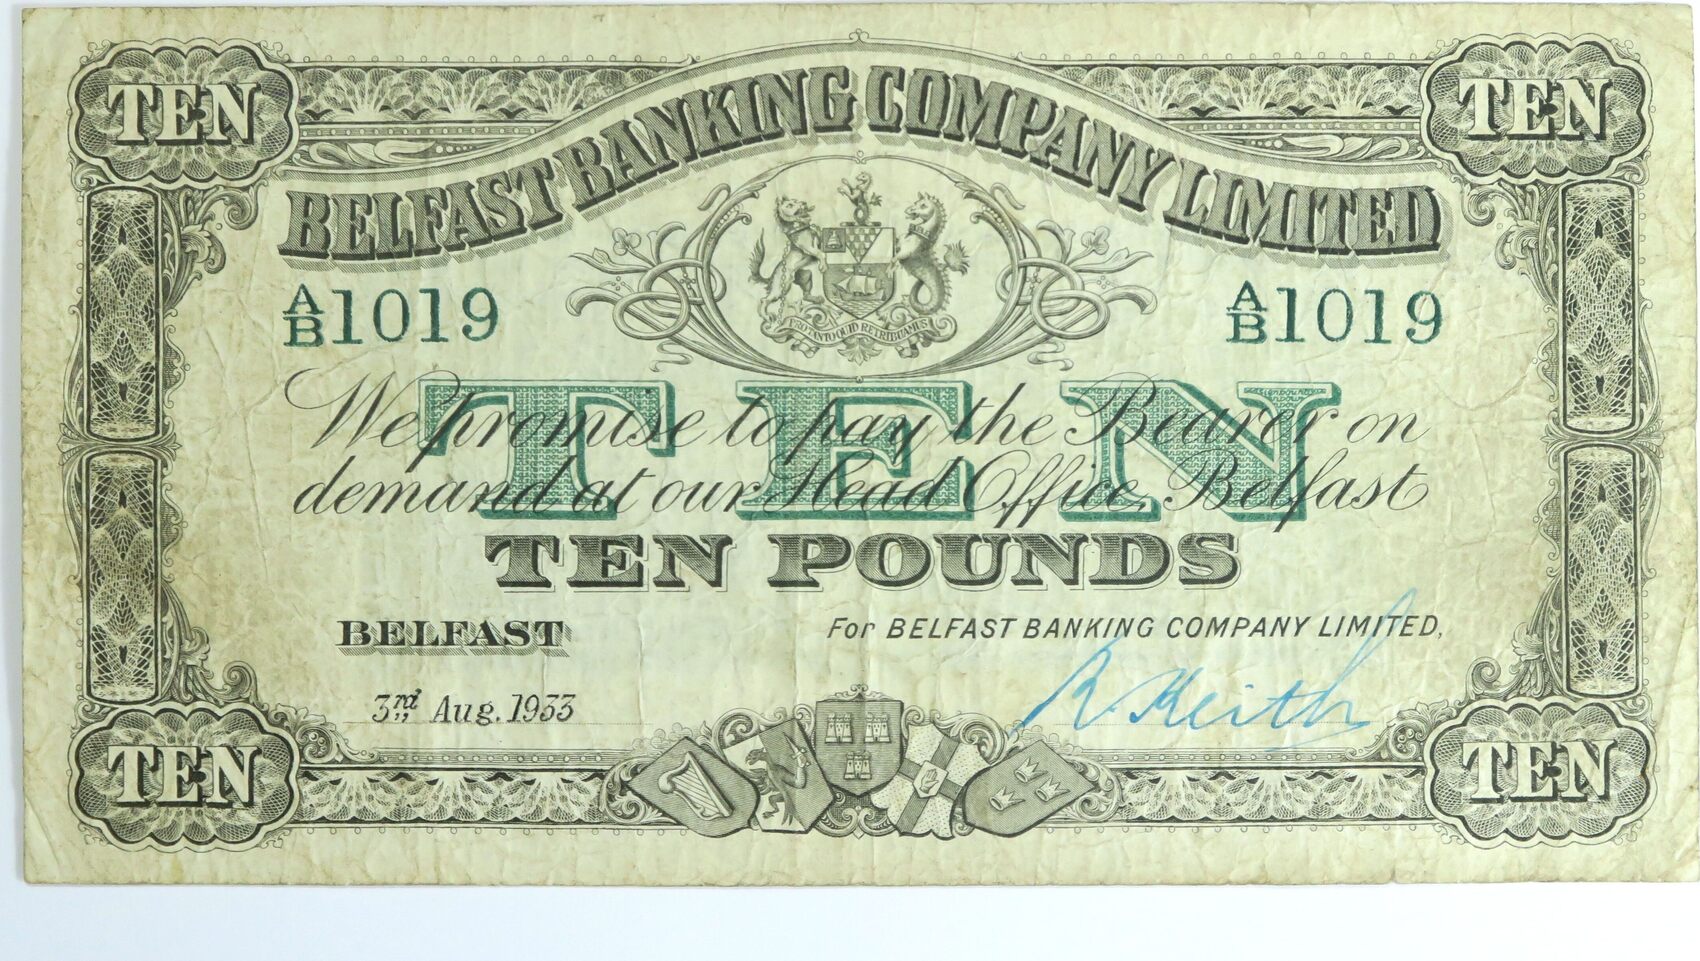 TEN TEN
BELFAST BANKING COMPANY LIMITED
A/B 1019 A/B 1019
PRO TANTO QUID RETRIBUAMUS
TEN
We promise to pay the Bearer on
demand at our Head Office, Belfast
TEN POUNDS
BELFAST
For BELFAST BANKING COMPANY LIMITED,
3rd Aug. 1933
R. Keith
TEN TEN